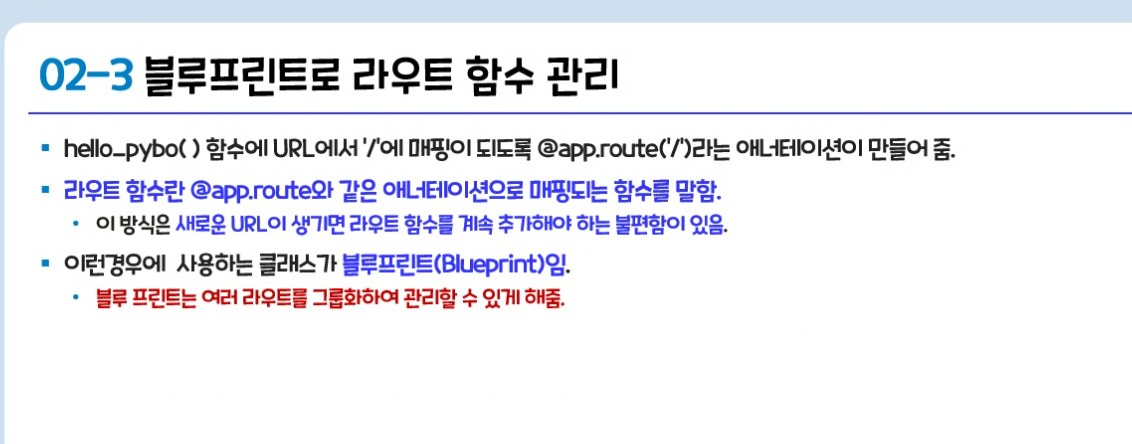 02-3 블루프린트로 라우트 함수 관리
▪ hello_pybo( ) 함수에 URL에서 '/'에 매핑이 되도록 @app.route('/')라는 애너테이션이 만들어 줌.
▪ 라우트 함수란 @app.route와 같은 애너테이션으로 매핑되는 함수를 말함.
• 이 방식은 새로운 URL이 생기면 라우트 함수를 계속 추가해야 하는 불편함이 있음.
▪ 이런경우에 사용하는 클래스가 블루프린트(Blueprint)임.
• 블루 프린트는 여러 라우트를 그룹화하여 관리할 수 있게 해줌.